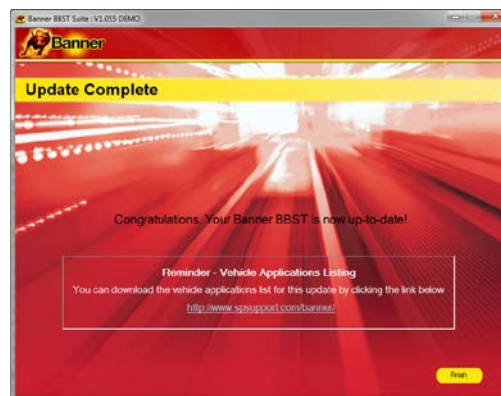 Banner BBST Suite : V1.055 DEMO
Banner
Update Complete
Congratulations. Your Banner BBST is now up-to-date!
Reminder - Vehicle Applications Listing
You can download the vehicle applications list for this update by clicking the link below
http://www.spsupport.com/banner/
Finish